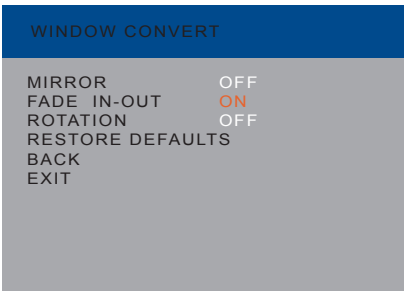 WINDOW CONVERT
MIRROR OFF
FADE IN-OUT ON
ROTATION OFF
RESTORE DEFAULTS
BACK
EXIT